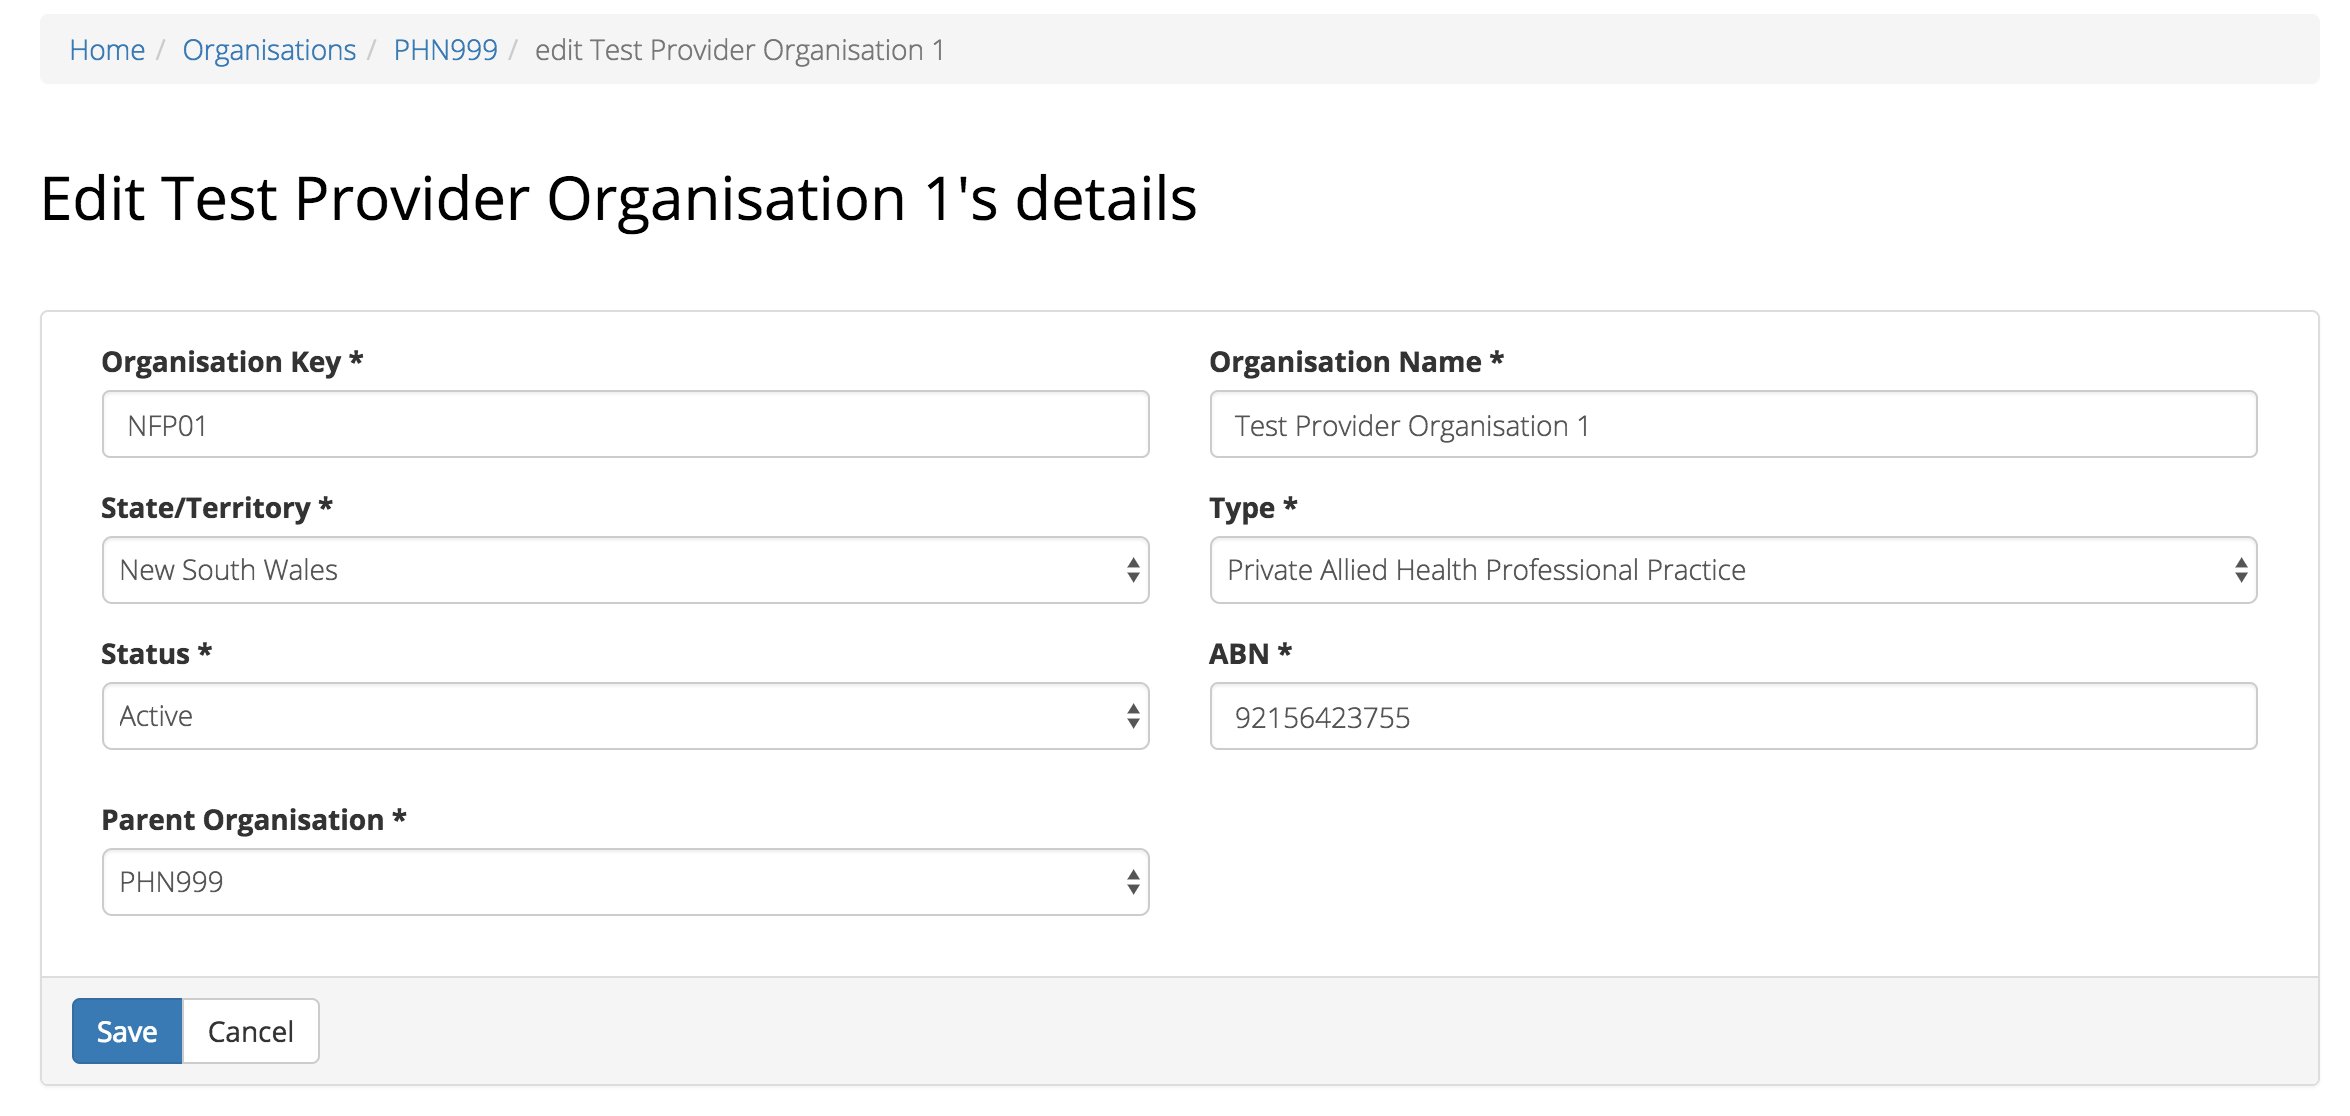 Home / Organisations / PHN999 / edit Test Provider Organisation 1
Edit Test Provider Organisation 1's details
Organisation Key *
Organisation Name *
NFP01
Test Provider Organisation 1
State/Territory *
Type *
New South Wales
Private Allied Health Professional Practice
Status *
ABN *
Active
92156423755
Parent Organisation *
PHN999
Save
Cancel